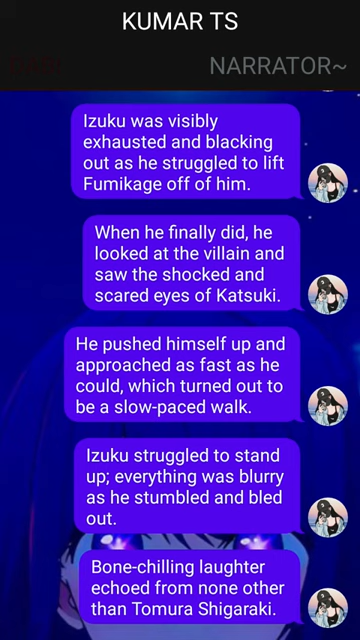 KUMAR TS
NARRATOR~
Izuku was visibly
exhausted and blacking
out as he struggled to lift
Fumikage off of him.
When he finally did, he
looked at the villain and
saw the shocked and
scared eyes of Katsuki.
He pushed himself up and
approached as fast as he
could, which turned out to
be a slow-paced walk.
Izuku struggled to stand
up; everything was blurry
as he stumbled and bled
out.
Bone-chilling laughter
echoed from none other
than Tomura Shigaraki.